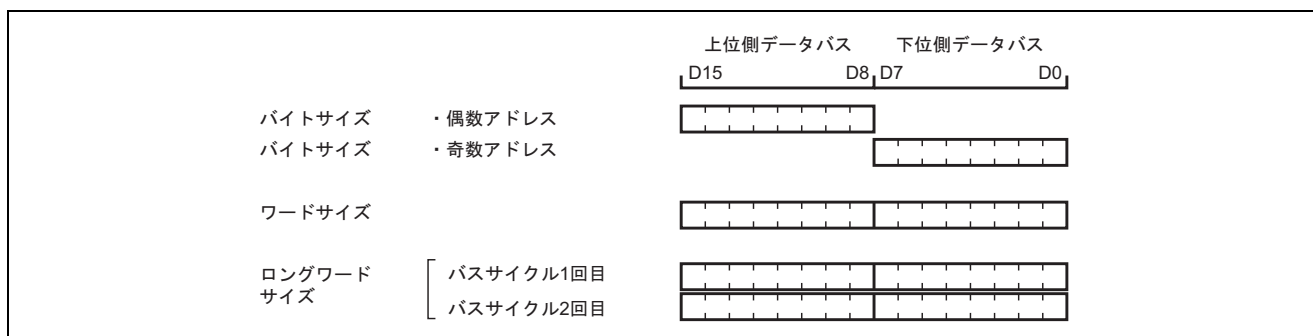 上位側データバス 下位側データバス
D15 D8 D7 D0
バイトサイズ ・偶数アドレス
バイトサイズ ・奇数アドレス
ワードサイズ
ロングワード バスサイクル1回目
サイズ バスサイクル2回目